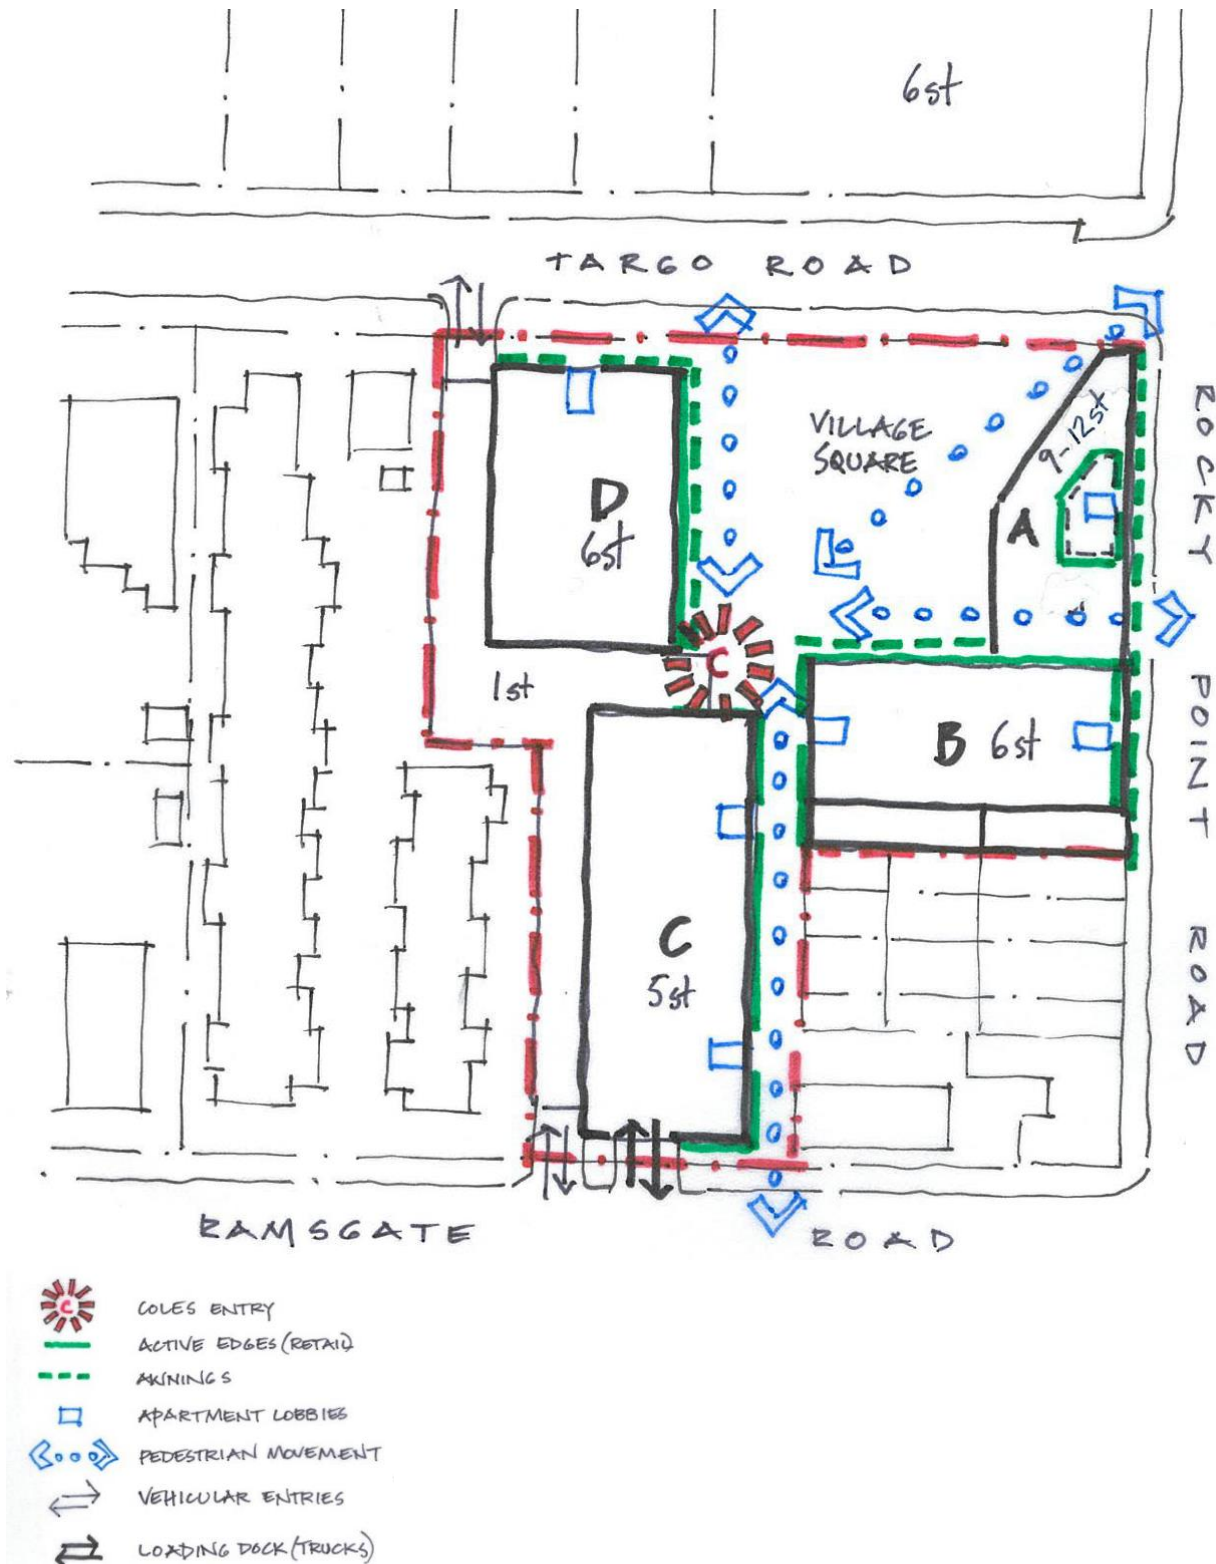 6st
TARGO ROAD
VILLAGE
SQUARE
9-12st
A
D
6st
C
1st
B 6st
C
5st
ROCKY POINT ROAD
RAMSGATE ROAD
C
COLES ENTRY
ACTIVE EDGES (RETAIL)
AWNINGS
APARTMENT LOBBIES
PEDESTRIAN MOVEMENT
VEHICULAR ENTRIES
LOADING DOCK (TRUCKS)